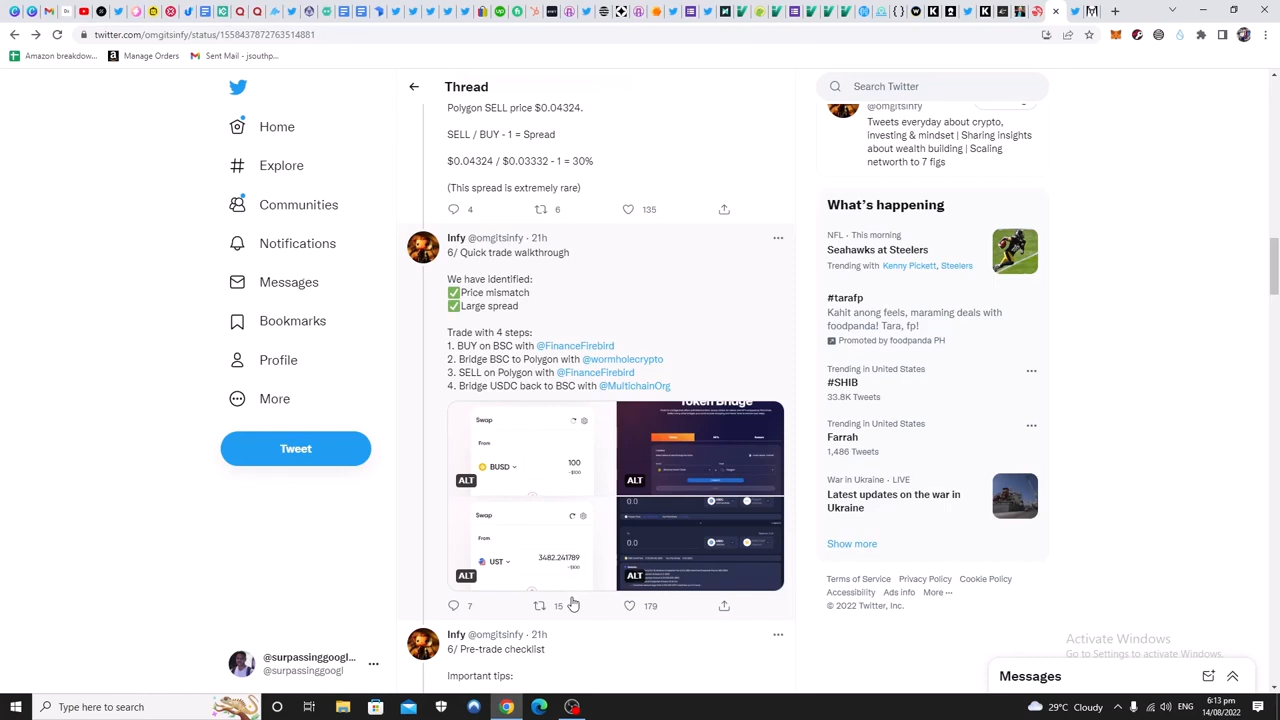 twitter.com/omgitsinfy/status/1558437872763514881
Amazon breakdow...
Manage Orders
Sent Mail - jsouthp...
Thread
Search Twitter
Home
Explore
Communities
Notifications
Messages
Bookmarks
Profile
More
Tweet
@surpassinggoogl...
@surpassinggoogl
Polygon SELL price $0.04324.
SELL / BUY - 1 = Spread
$0.04324 / $0.03332 - 1 = 30%
(This spread is extremely rare)
4 6 135
Infy @omgitsinfy · 21h
6/ Quick trade walkthrough
We have identified:
✅Price mismatch
✅Large spread
Trade with 4 steps:
1. BUY on BSC with @FinanceFirebird
2. Bridge BSC to Polygon with @wormholecrypto
3. SELL on Polygon with @FinanceFirebird
4. Bridge USDC back to BSC with @MultichainOrg
Swap
From
BUSD
100
ALT
Token Bridge
ALT
Swap
From
3482.241789
UST
ALT
0.0
0.0
ALT
7 15 179
Infy @omgitsinfy · 21h
6/ Pre-trade checklist
Important tips:
@omgitsinfy
Tweets everyday about crypto,
investing & mindset | Sharing insights
about wealth building | Scaling
networth to 7 figs
What's happening
NFL · This morning
Seahawks at Steelers
Trending with Kenny Pickett, Steelers
#tarafp
Kahit anong feels, maraming deals with
foodpanda! Tara, fp!
Promoted by foodpanda PH
Trending in United States
#SHIB
33.8K Tweets
Trending in United States
Farrah
1,486 Tweets
War in Ukraine · LIVE
Latest updates on the war in
Ukraine
Show more
Terms of Service Privacy Policy Cookie Policy
Accessibility Ads info More ···
© 2022 Twitter, Inc.
Activate Windows
Go to Settings to activate Windows.
Messages
Type here to search
29°C Cloudy
ENG
6:13 pm
14/08/2022